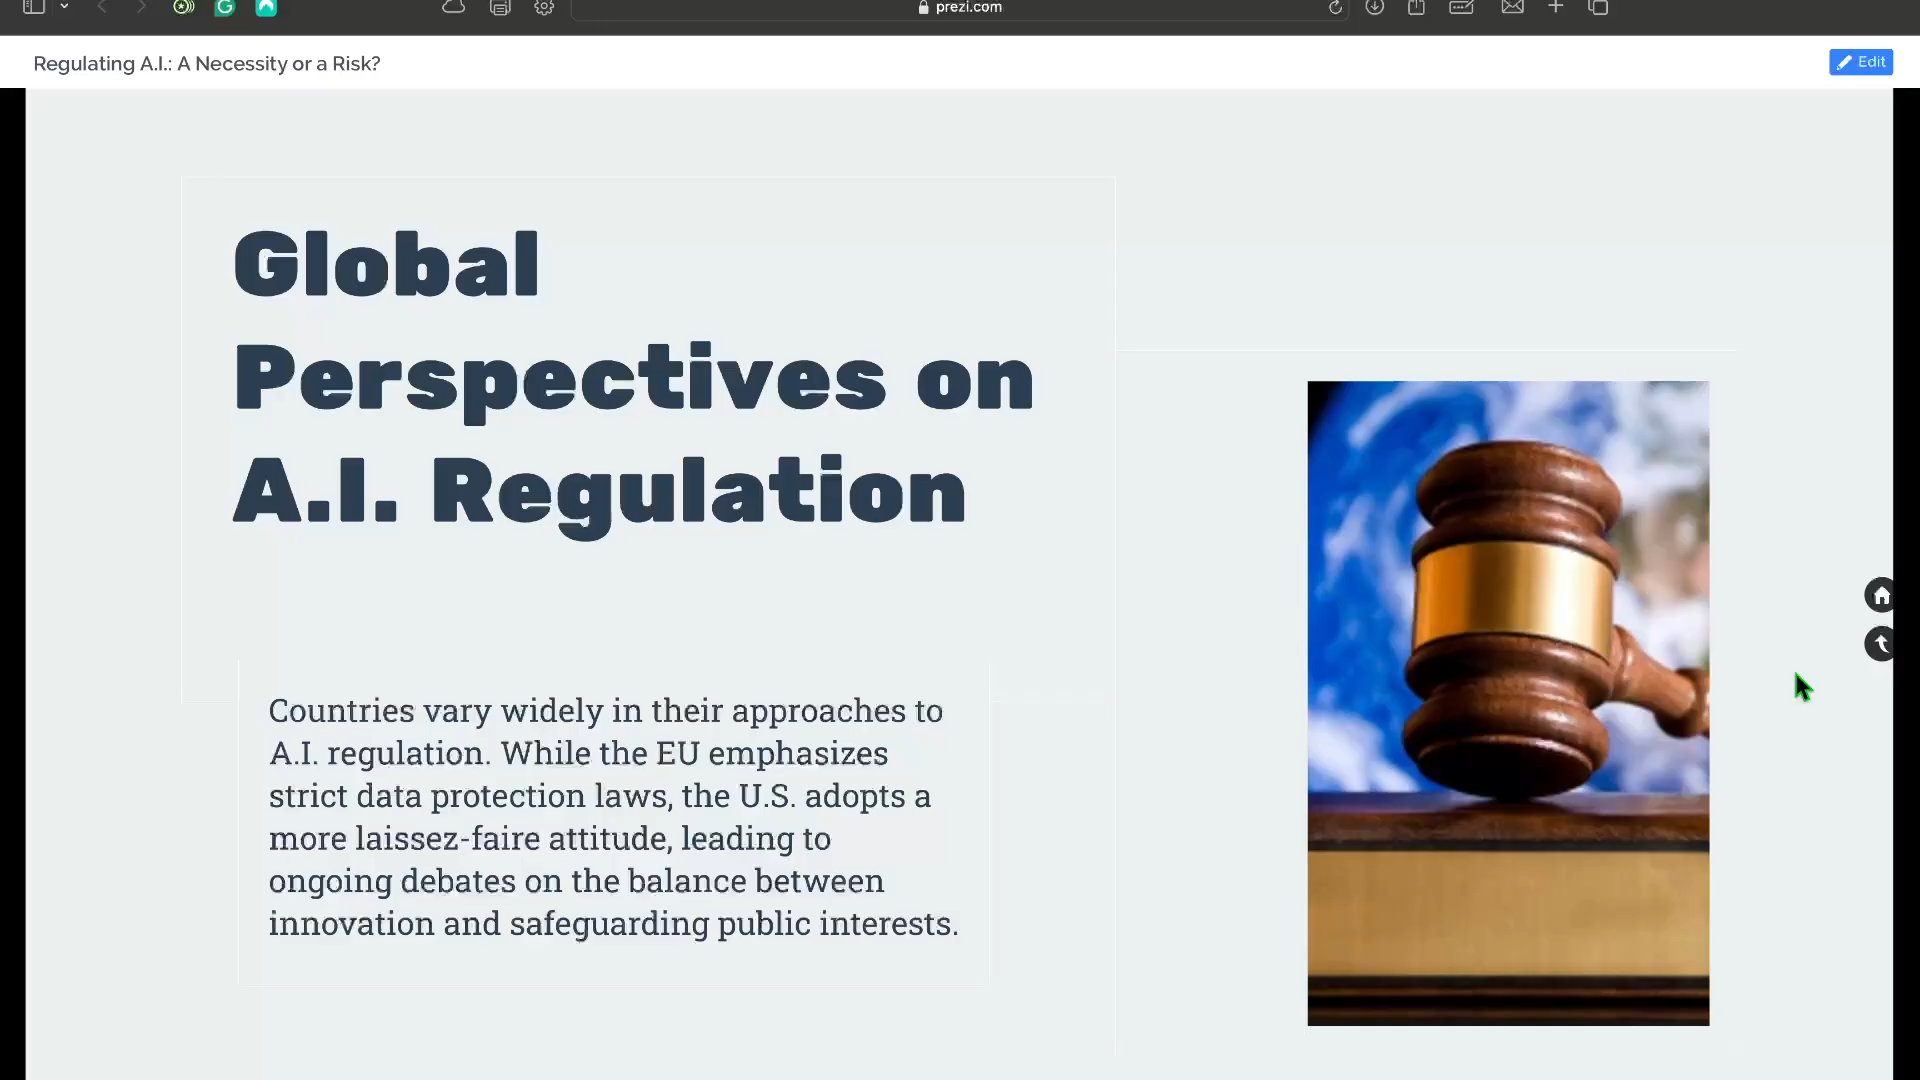 prezi.com
Regulating A.I.: A Necessity or a Risk?
Edit
Global
Perspectives on
A.I. Regulation
Countries vary widely in their approaches to
A.I. regulation. While the EU emphasizes
strict data protection laws, the U.S. adopts a
more laissez-faire attitude, leading to
ongoing debates on the balance between
innovation and safeguarding public interests.